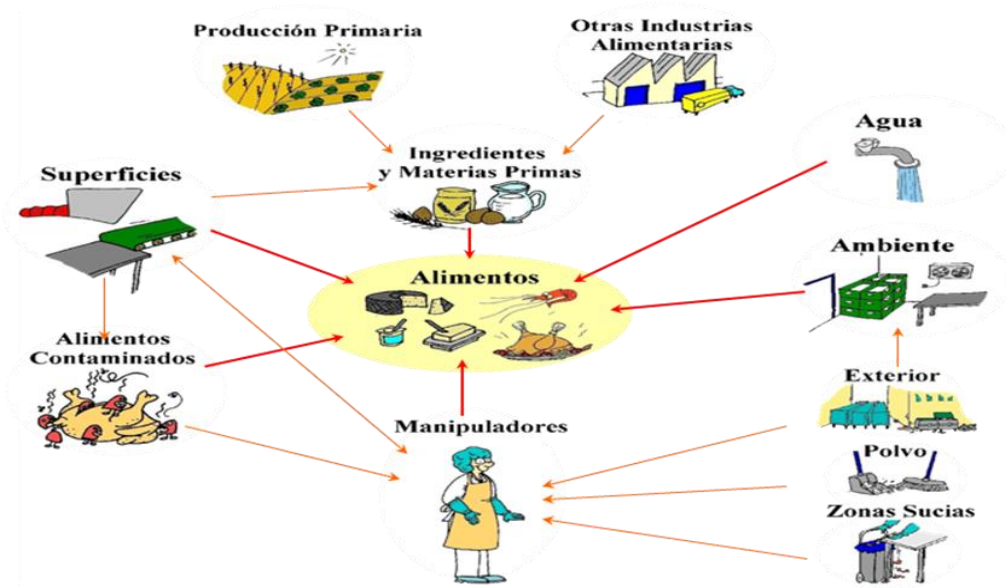 Producción Primaria
Otras Industrias
Alimentarias
Agua
Ingredientes
y Materias Primas
Superficies
Ambiente
Alimentos
Alimentos
Contaminados
Exterior
Manipuladores
Polvo
Zonas Sucias